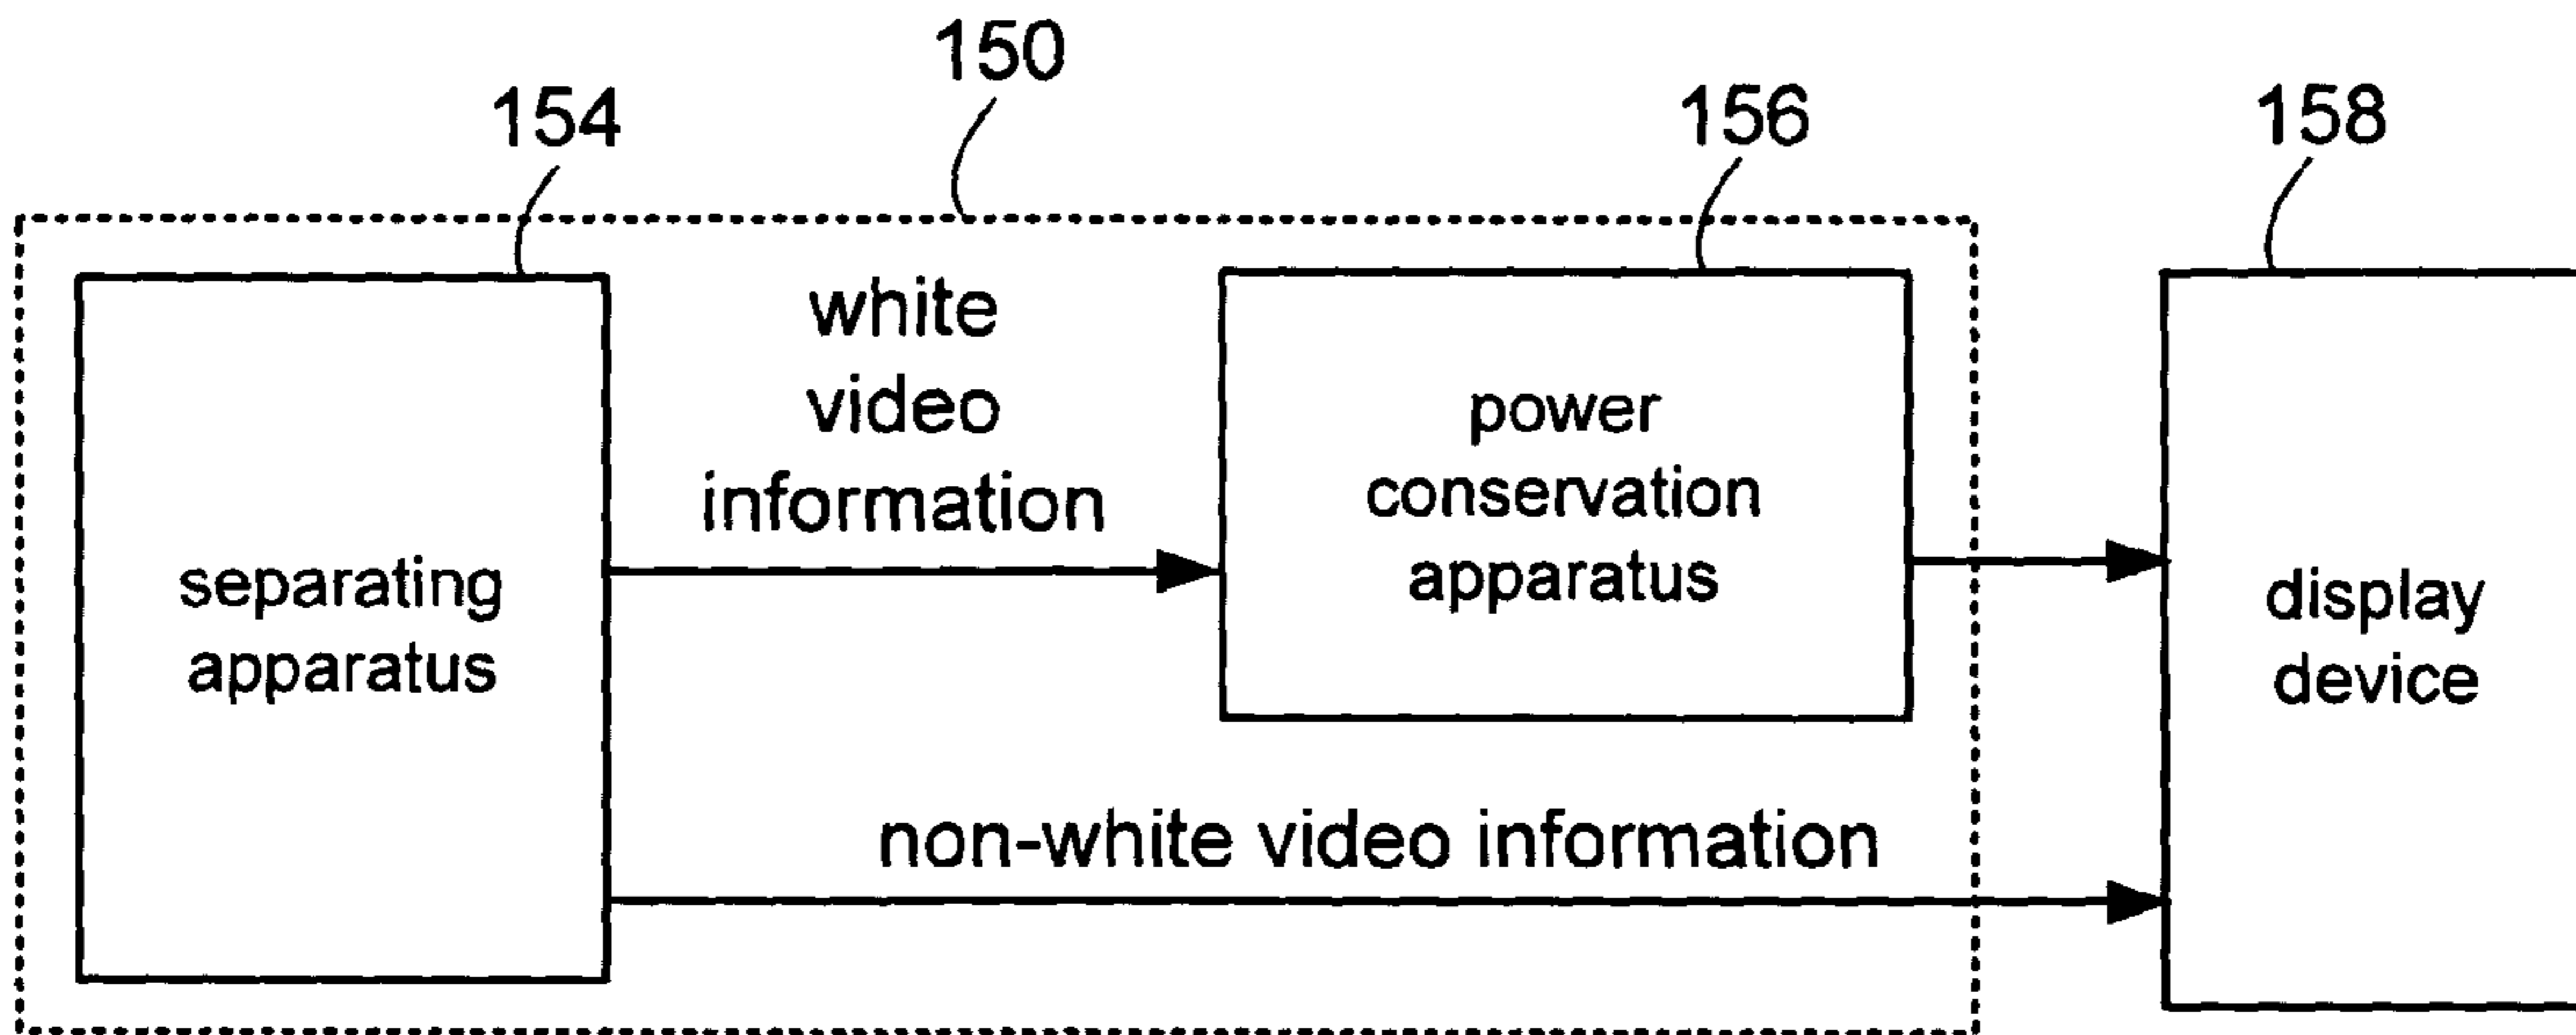 150
154
156
158
white
video
information
power
conservation
apparatus
separating
apparatus
display
device
non-white video information